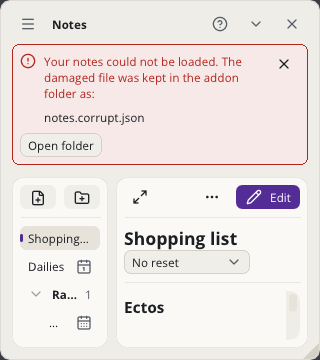 Notes
Your notes could not be loaded. The
damaged file was kept in the addon
folder as:
notes.corrupt.json
Open folder
Edit
Shopping...
Dailies
Ra... 1
...
Shopping list
No reset
Ectos